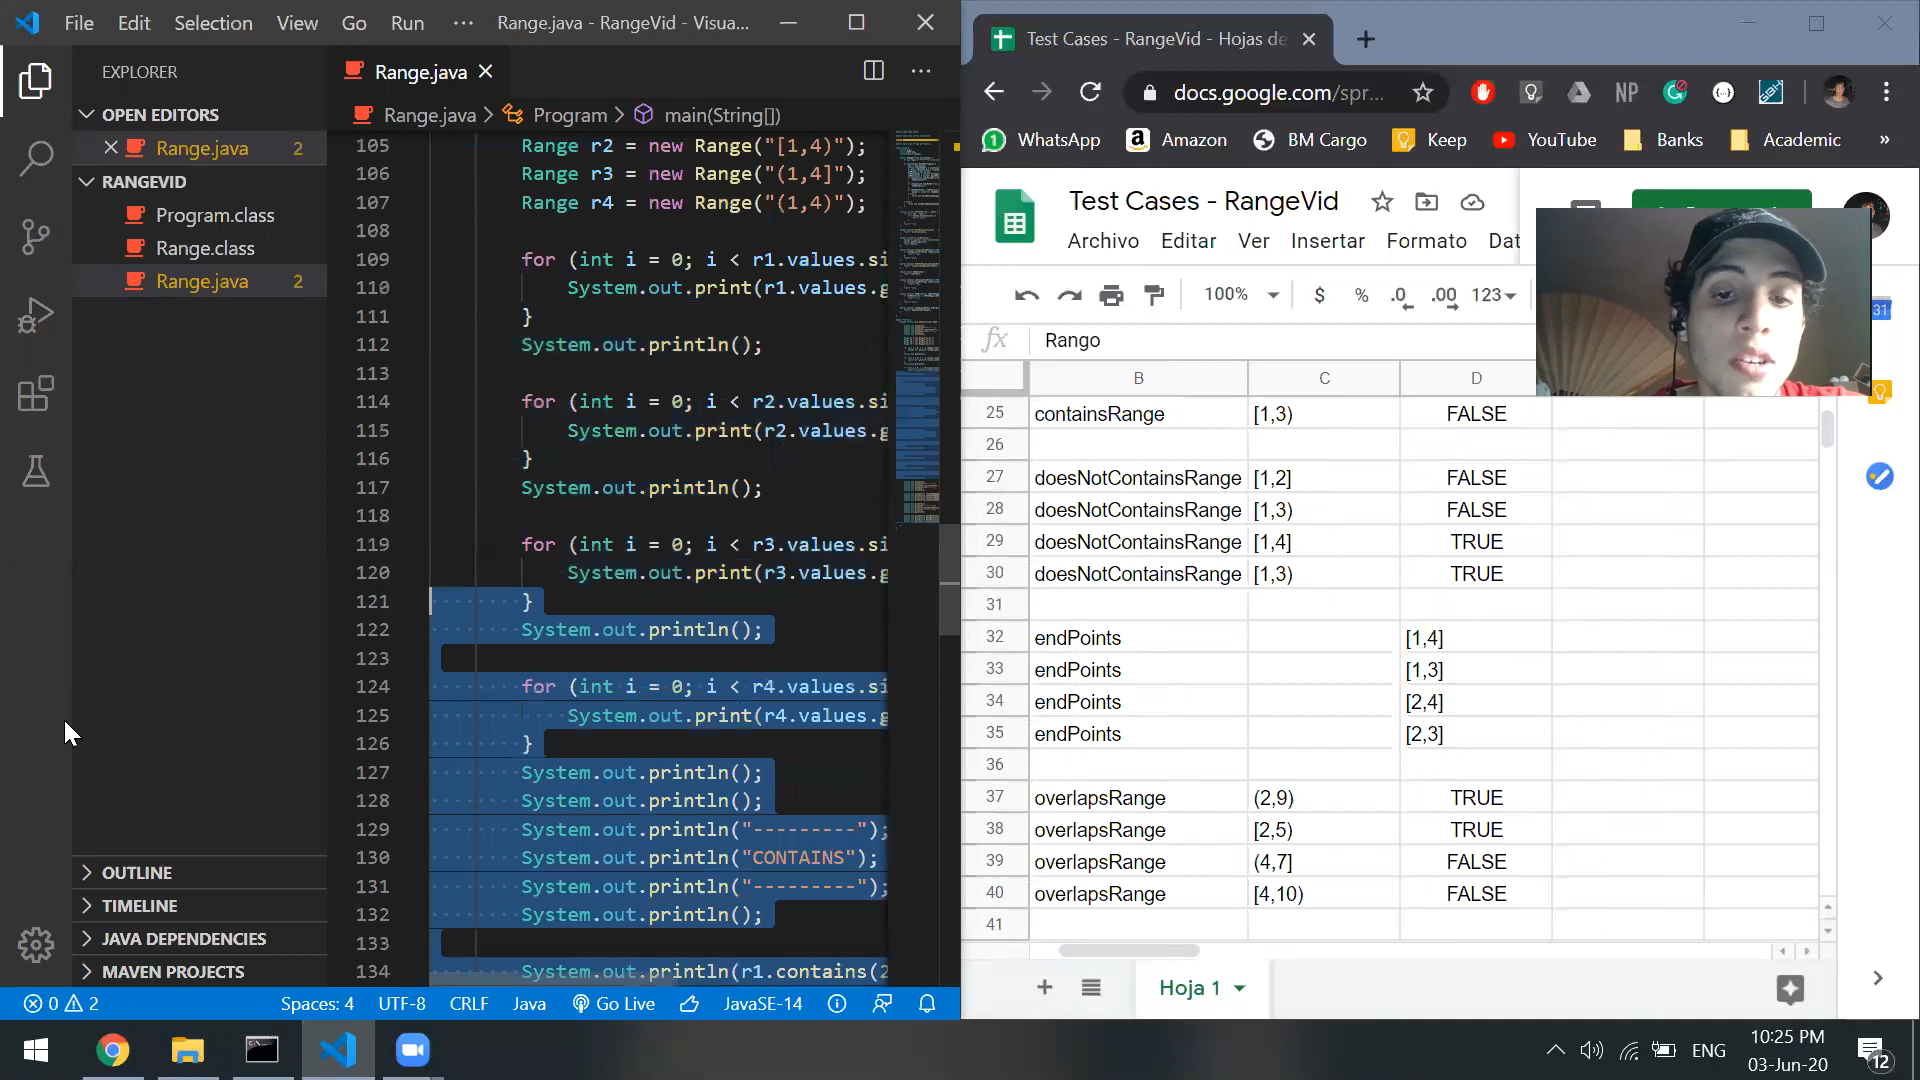 File Edit Selection View Go Run ··· Range.java - RangeVid - Visua...
EXPLORER
OPEN EDITORS
Range.java 2
RANGEVID
Program.class
Range.class
Range.java 2
OUTLINE
TIMELINE
JAVA DEPENDENCIES
MAVEN PROJECTS
Range.java
Range.java > Program > main(String[])
105 Range r2 = new Range("[1,4)");
106 Range r3 = new Range("(1,4]");
107 Range r4 = new Range("(1,4)");
108
109 for (int i = 0; i < r1.values.si
110 System.out.print(r1.values.g
111 }
112 System.out.println();
113
114 for (int i = 0; i < r2.values.si
115 System.out.print(r2.values.g
116 }
117 System.out.println();
118
119 for (int i = 0; i < r3.values.si
120 System.out.print(r3.values.g
121 }
122 System.out.println();
123
124 for (int i = 0; i < r4.values.si
125 System.out.print(r4.values.g
126 }
127 System.out.println();
128 System.out.println();
129 System.out.println("---------");
130 System.out.println("CONTAINS");
131 System.out.println("---------");
132 System.out.println();
133
134 System.out.println(r1.contains(2
0 2 Spaces: 4 UTF-8 CRLF Java Go Live JavaSE-14
Test Cases - RangeVid - Hojas de
docs.google.com/spr...
NP
WhatsApp Amazon BM Cargo Keep YouTube Banks Academic »
Test Cases - RangeVid
Archivo Editar Ver Insertar Formato Dat
100% $ % .0 .00 123
31
fx Rango
B C D
25 containsRange [1,3) FALSE
26
27 doesNotContainsRange [1,2] FALSE
28 doesNotContainsRange [1,3) FALSE
29 doesNotContainsRange [1,4] TRUE
30 doesNotContainsRange [1,3) TRUE
31
32 endPoints [1,4]
33 endPoints [1,3]
34 endPoints [2,4]
35 endPoints [2,3]
36
37 overlapsRange (2,9) TRUE
38 overlapsRange [2,5) TRUE
39 overlapsRange (4,7] FALSE
40 overlapsRange [4,10) FALSE
41
Hoja 1
ENG
10:25 PM
03-Jun-20
12